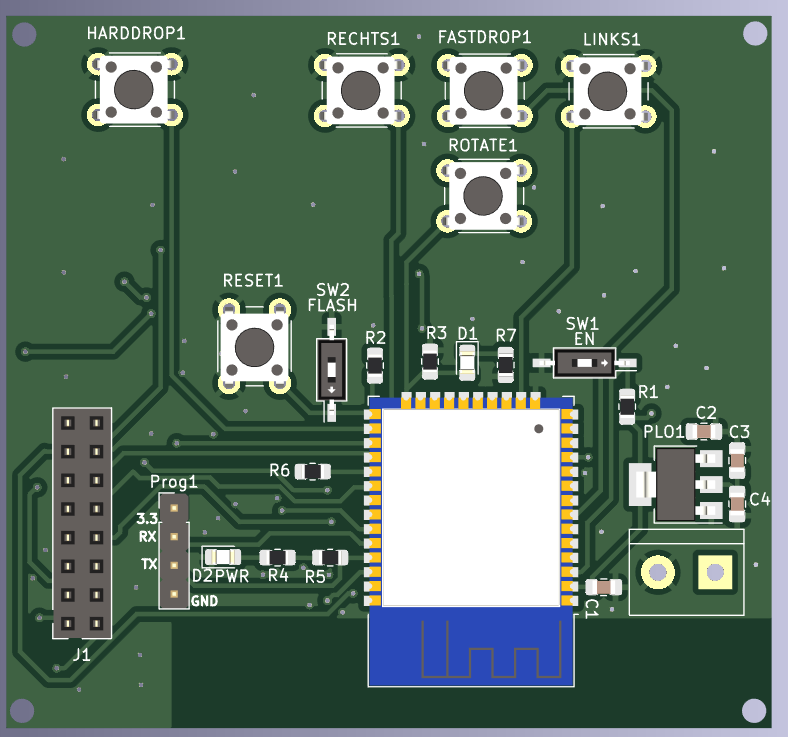 HARDDROP1
RECHTS1
FASTDROP1
LINKS1
ROTATE1
RESET1
SW2
FLASH
R2
R3
D1
R7
SW1
EN
R1
C2
PLO1
C3
R6
Prog1
C4
3.3
RX
TX
D2PWR
R4
R5
GND
C1
J1